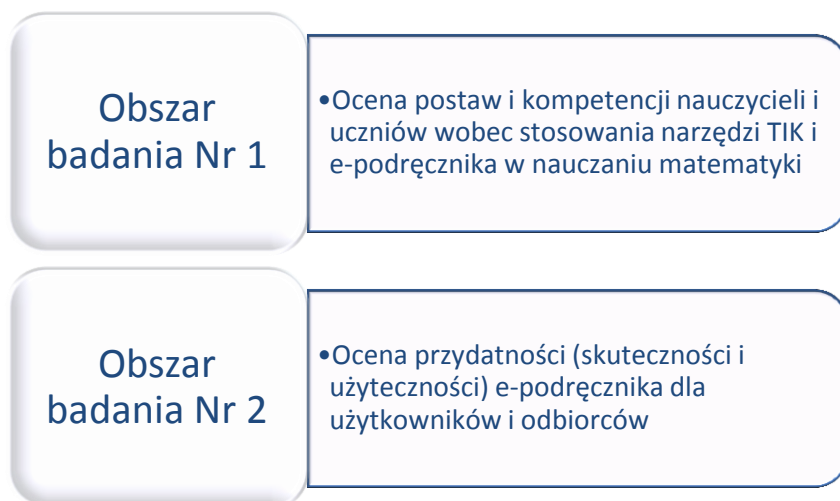 Obszar
badania Nr 1
•Ocena postaw i kompetencji nauczycieli i
uczniów wobec stosowania narzędzi TIK i
e-podręcznika w nauczaniu matematyki
Obszar
badania Nr 2
•Ocena przydatności (skuteczności i
użyteczności) e-podręcznika dla
użytkowników i odbiorców